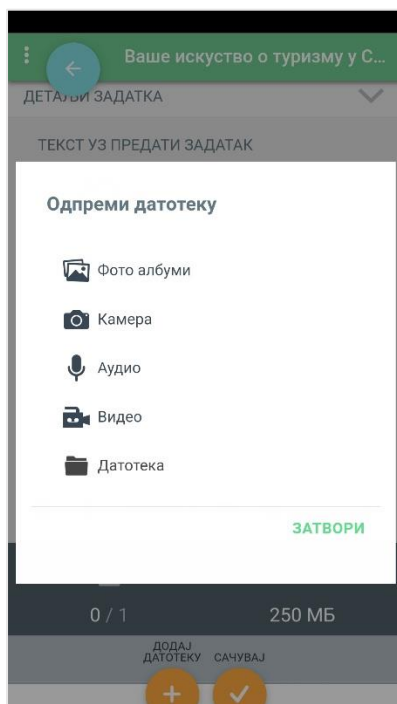 Ваше искуство о туризму у С...
ДЕТАЉИ ЗАДАТКА
ТЕКСТ УЗ ПРЕДАТИ ЗАДАТАК
Одпреми датотеку
Фото албуми
Камера
Аудио
Видео
Датотека
ЗАТВОРИ
0 / 1
250 МБ
ДОДАЈ
ДАТОТЕКУ
САЧУВАЈ